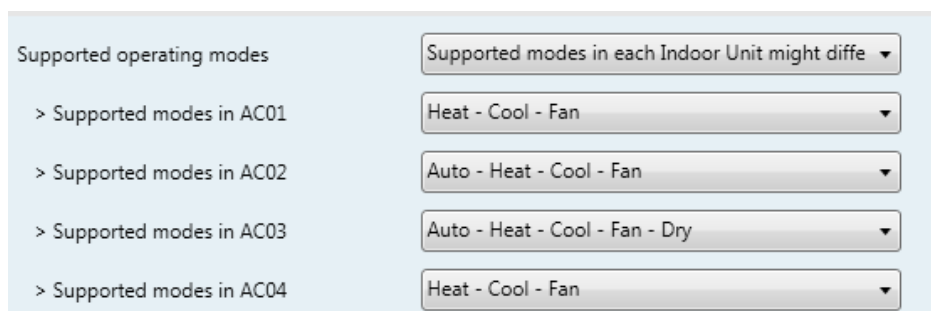 Supported operating modes Supported modes in each Indoor Unit might diffe
> Supported modes in AC01 Heat - Cool - Fan
> Supported modes in AC02 Auto - Heat - Cool - Fan
> Supported modes in AC03 Auto - Heat - Cool - Fan - Dry
> Supported modes in AC04 Heat - Cool - Fan